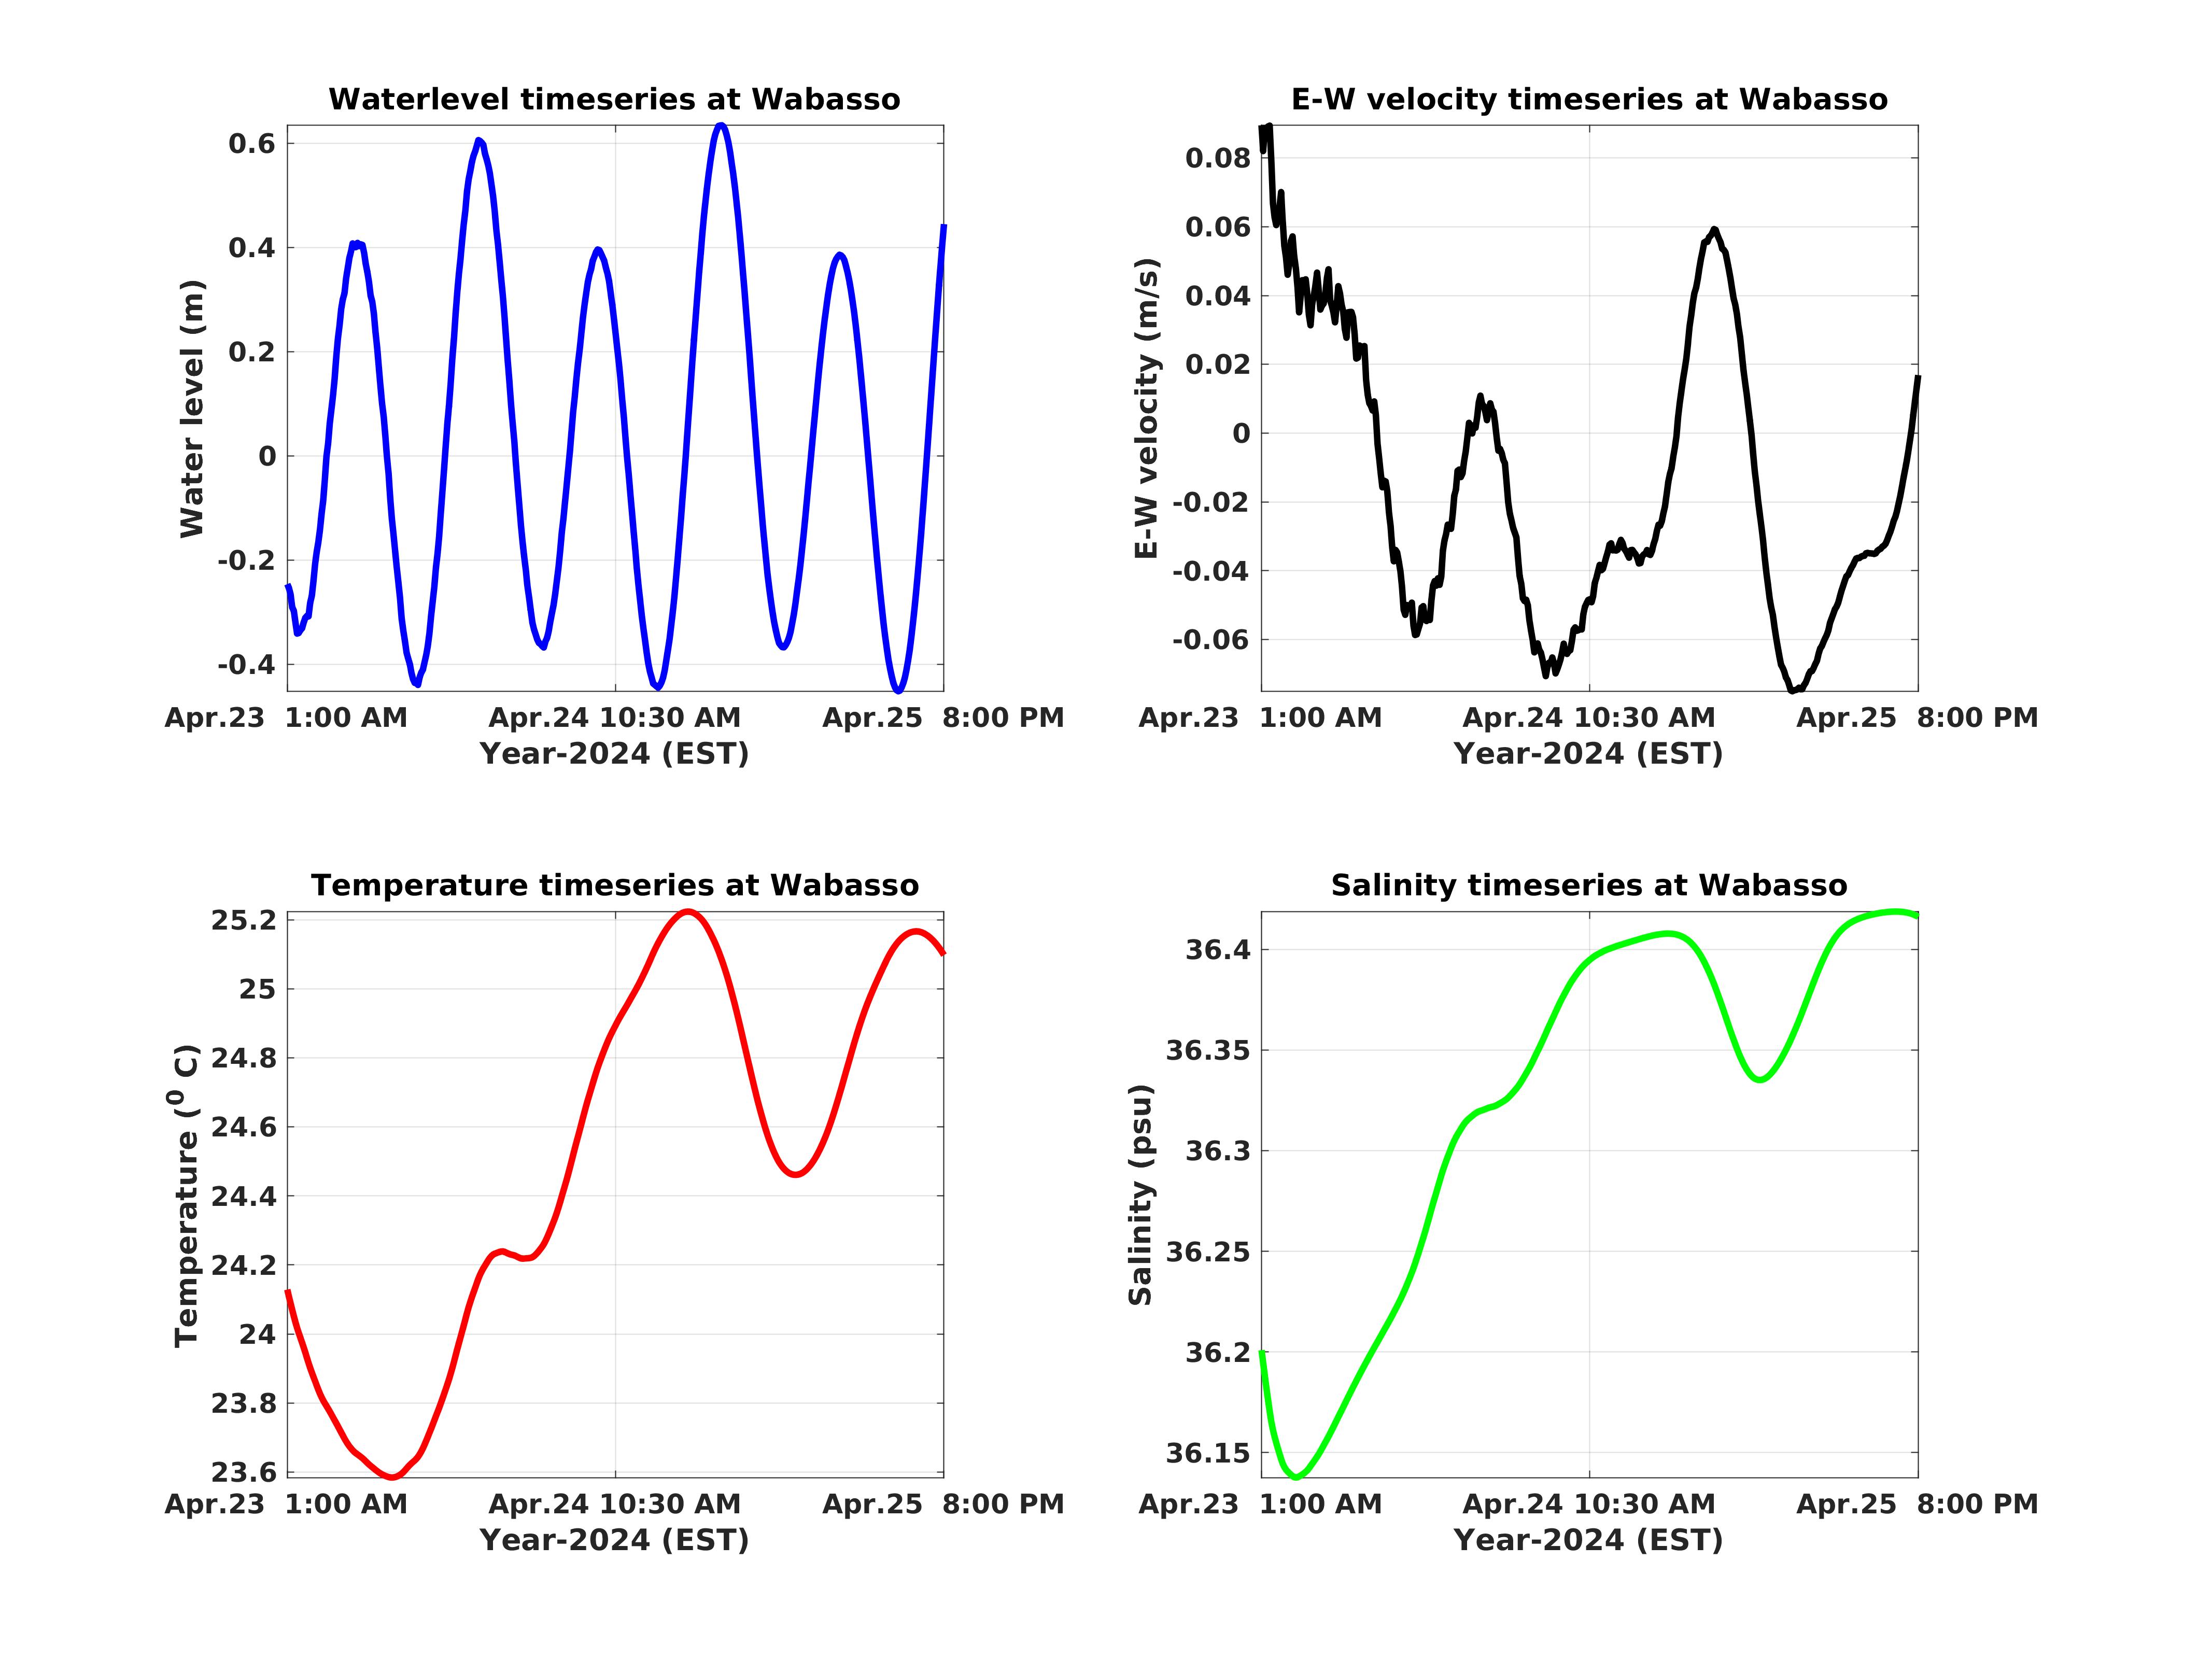 Waterlevel timeseries at Wabasso
0.6
0.4
0.2
0
-0.2
-0.4
Water level (m)
Apr.23 1:00 AM Apr.24 10:30 AM Apr.25 8:00 PM
Year-2024 (EST)
E-W velocity timeseries at Wabasso
0.08
0.06
0.04
0.02
0
-0.02
-0.04
-0.06
E-W velocity (m/s)
Apr.23 1:00 AM Apr.24 10:30 AM Apr.25 8:00 PM
Year-2024 (EST)
Temperature timeseries at Wabasso
25.2
25
24.8
24.6
24.4
24.2
24
23.8
23.6
Temperature (⁰ C)
Apr.23 1:00 AM Apr.24 10:30 AM Apr.25 8:00 PM
Year-2024 (EST)
Salinity timeseries at Wabasso
36.4
36.35
36.3
36.25
36.2
36.15
Salinity (psu)
Apr.23 1:00 AM Apr.24 10:30 AM Apr.25 8:00 PM
Year-2024 (EST)